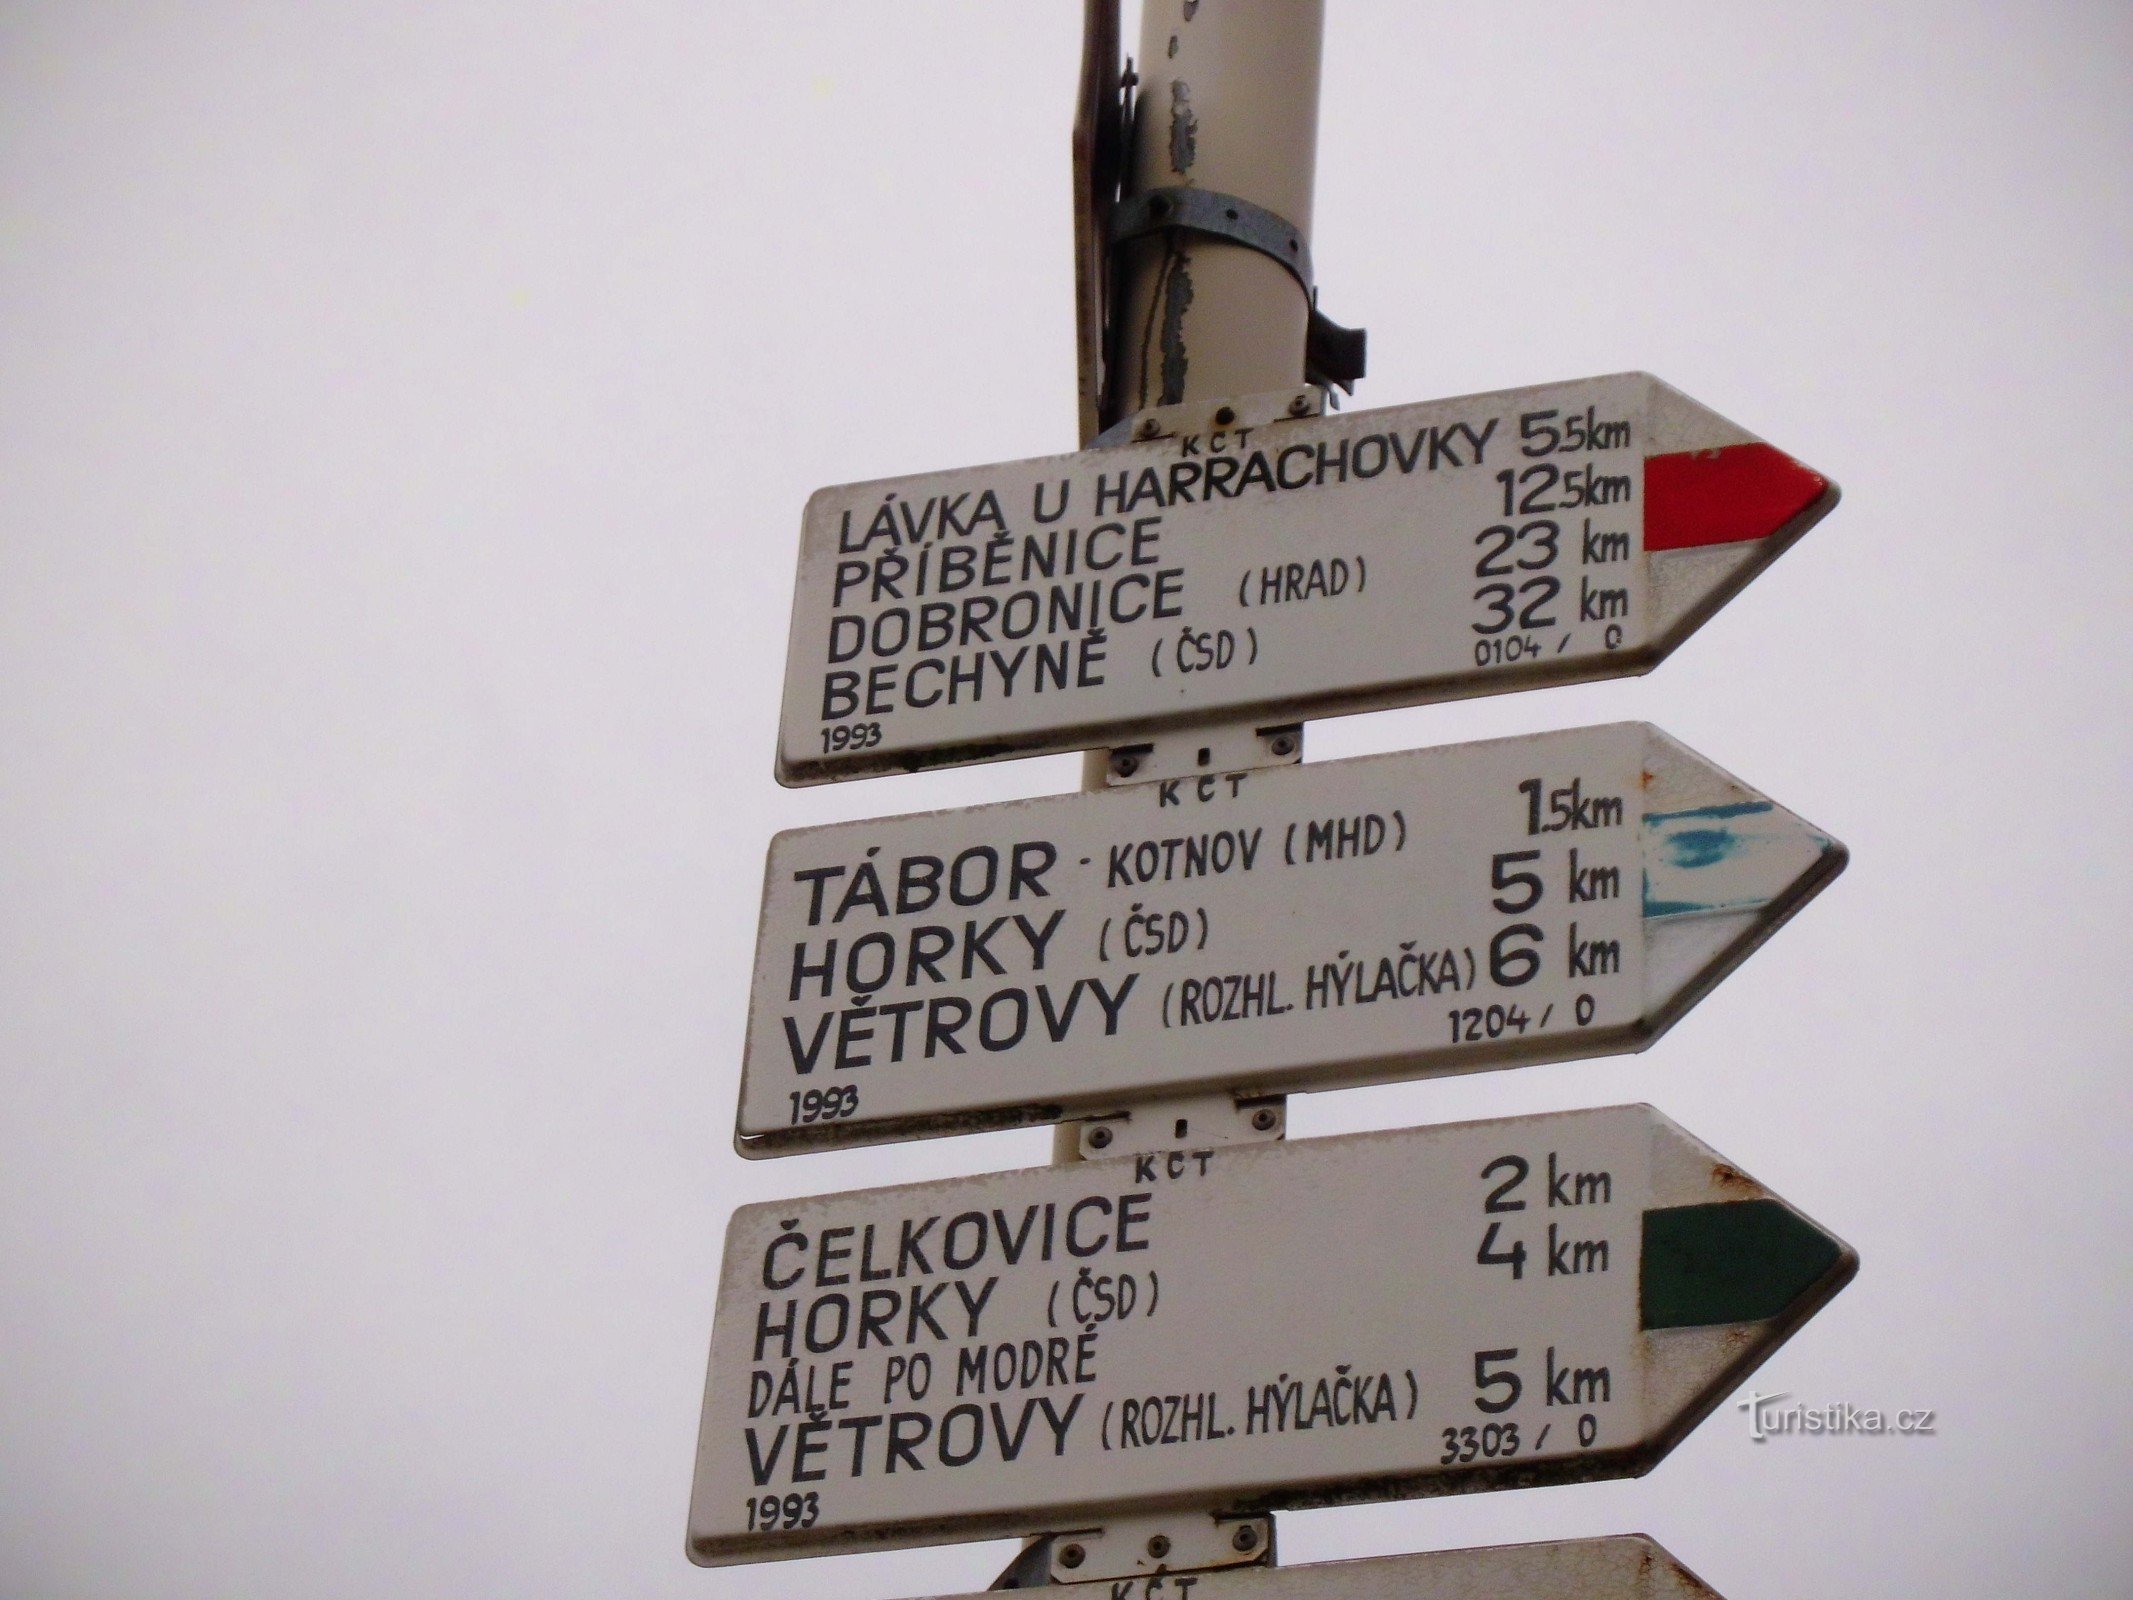 KČT
LÁVKA U HARRACHOVKY 5.5km
PŘÍBĚNICE 12.5km
DOBRONICE (HRAD) 23 km
BECHYNĚ (ČSD) 32 km
1993 0104 / 0
KČT
TÁBOR - KOTNOV (MHD) 1.5km
HORKY (ČSD) 5 km
VĚTROVY (ROZHL. HÝLAČKA) 6 km
1993 1204 / 0
KČT
ČELKOVICE 2 km
HORKY (ČSD) 4 km
DÁLE PO MODRÉ
VĚTROVY (ROZHL. HÝLAČKA) 5 km
1993 3303 / 0
KČT
Turistika.cz